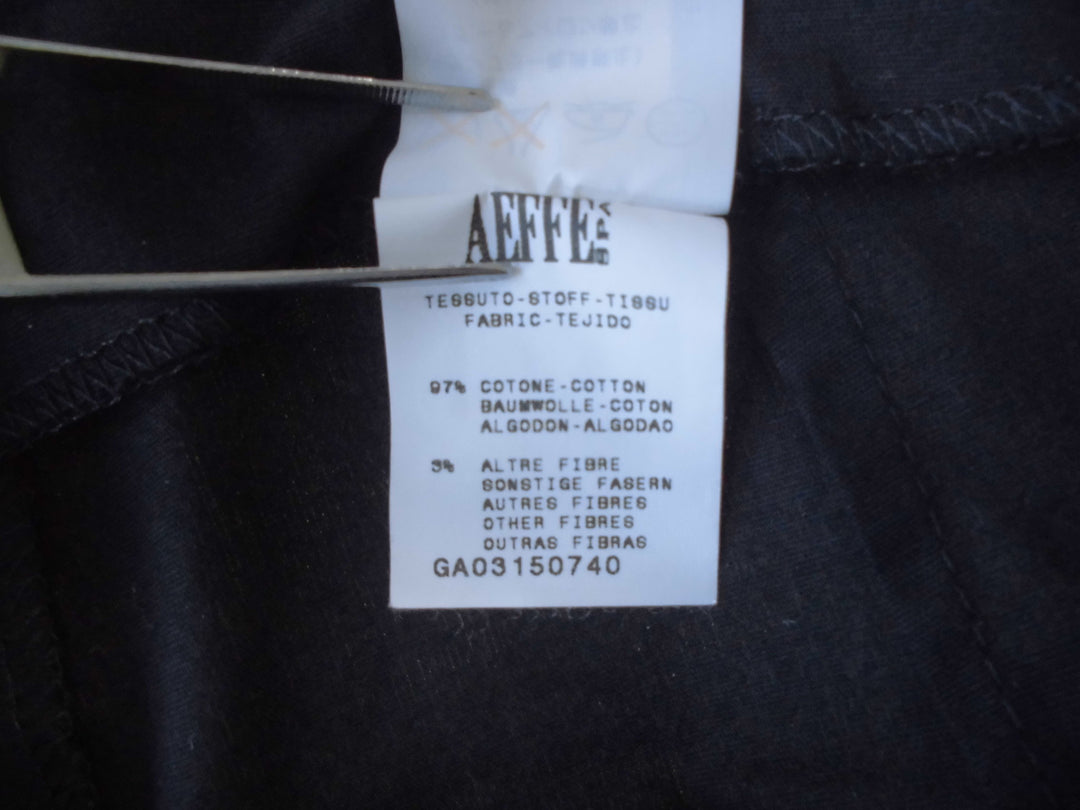 AEFFE SPA
TESSUTO-STOFF-TISSU
FABRIC-TEJIDO
97% COTONE-COTTON
BAUMWOLLE-COTON
ALGODON-ALGODAO
3% ALTRE FIBRE
SONSTIGE FASERN
AUTRES FIBRES
OTHER FIBRES
OUTRAS FIBRAS
GA03150740